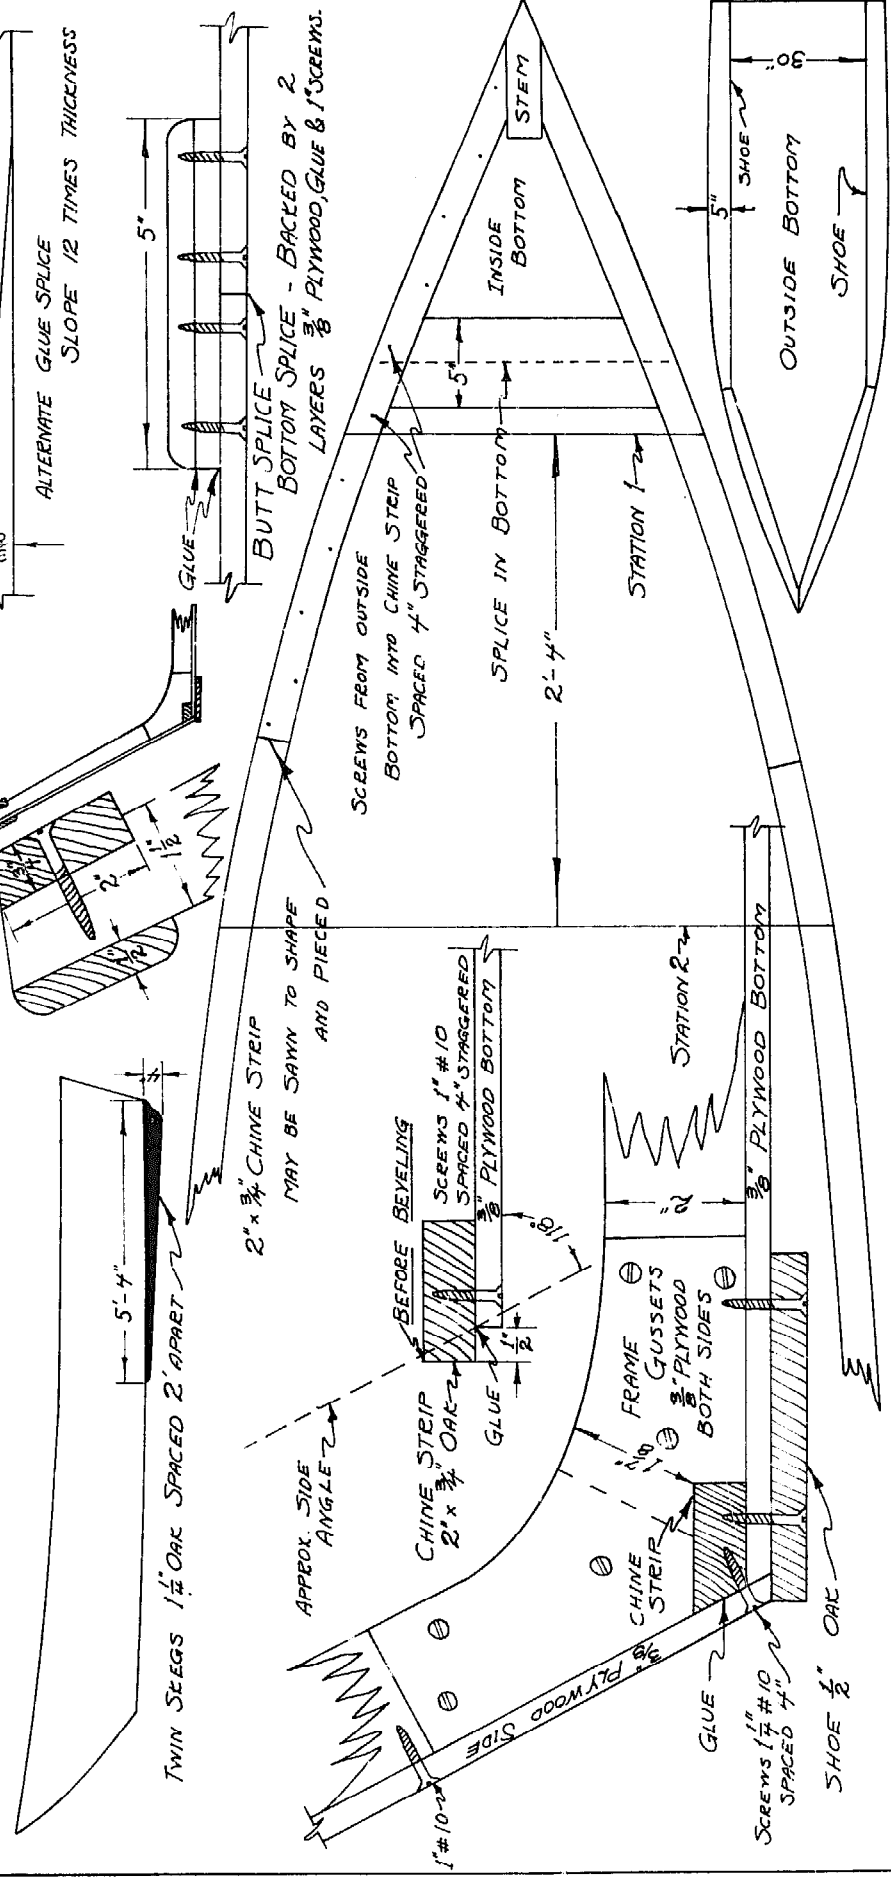 TWIN SKEGS 1 1/4" OAK SPACED 2' APART
5'-4"
4"
3/4"
2"
1 1/2"
1/2"
ALTERNATE GLUE SPLICE
SLOPE 12 TIMES THICKNESS
5"
GLUE
BUTT SPLICE
BOTTOM SPLICE - BACKED BY 2
LAYERS 3/8" PLYWOOD, GLUE & 1" SCREWS.
2" x 3/4" CHINE STRIP
MAY BE SAWN TO SHAPE
AND PIECED
SCREWS FROM OUTSIDE
BOTTOM INTO CHINE STRIP
SPACED 4" STAGGERED
SPLICE IN BOTTOM
5"
INSIDE
BOTTOM
STEM
STATION 1
2'-4"
STATION 2
APPROX. SIDE
ANGLE
BEFORE BEVELING
CHINE STRIP
2" x 3/4" OAK
GLUE
1/2"
SCREWS 1" #10
SPACED 4" STAGGERED
3/8" PLYWOOD BOTTOM
118°
1" #10
3/8" PLYWOOD SIDE
FRAME
GUSSETS
3/8" PLYWOOD
BOTH SIDES
2"
3/8" PLYWOOD BOTTOM
CHINE
STRIP
GLUE
SCREWS 1 1/4" #10
SPACED 4"
SHOE 1/2" OAK
5"
SHOE
30"
OUTSIDE BOTTOM
SHOE